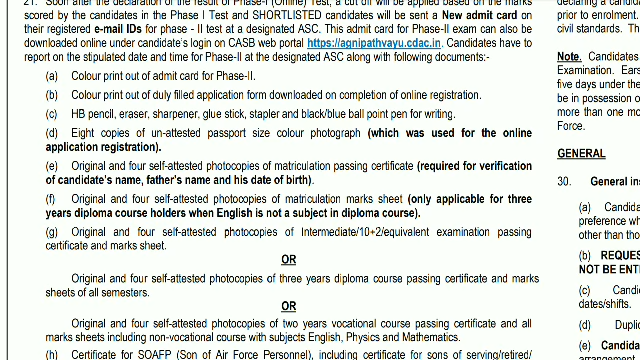 21. Soon after the declaration of the result of Phase-I (Online) Test, a cut off will be applied based on the marks
scored by the candidates in the Phase I Test and SHORTLISTED candidates will be sent a New admit card on
their registered e-mail IDs for phase - II test at a designated ASC. This admit card for Phase-II exam can also be
downloaded online under candidate's login on CASB web portal https://agnipathvayu.cdac.in. Candidates have to
report on the stipulated date and time for Phase-II at the designated ASC along with following documents:-
(a) Colour print out of admit card for Phase-II.
(b) Colour print out of duly filled application form downloaded on completion of online registration.
(c) HB pencil, eraser, sharpener, glue stick, stapler and black/blue ball point pen for writing.
(d) Eight copies of un-attested passport size colour photograph (which was used for the online
application registration).
(e) Original and four self-attested photocopies of matriculation passing certificate (required for verification
of candidate's name, father's name and his date of birth).
(f) Original and four self-attested photocopies of matriculation marks sheet (only applicable for three
years diploma course holders when English is not a subject in diploma course).
(g) Original and four self-attested photocopies of Intermediate/10+2/equivalent examination passing
certificate and marks sheet.
OR
Original and four self-attested photocopies of three years diploma course passing certificate and marks
sheets of all semesters.
OR
Original and four self-attested photocopies of two years vocational course passing certificate and all
marks sheets including non-vocational course with subjects English, Physics and Mathematics.
(h) Certificate for SOAFP (Son of Air Force Personnel), including certificate for sons of serving/retired/
declaring a candida
prior to enrolment.
civil standards. Th
Note. Candidates
Examination. Ears
five days under the
be in possession o
more than one mo
Force.
GENERAL
30. General ins
(a) Candida
preference wh
other than tho
(b) REQUES
NOT BE ENT
(c) Candid
dates/shifts.
(d) Duplic
(e) Candida
arrangement.